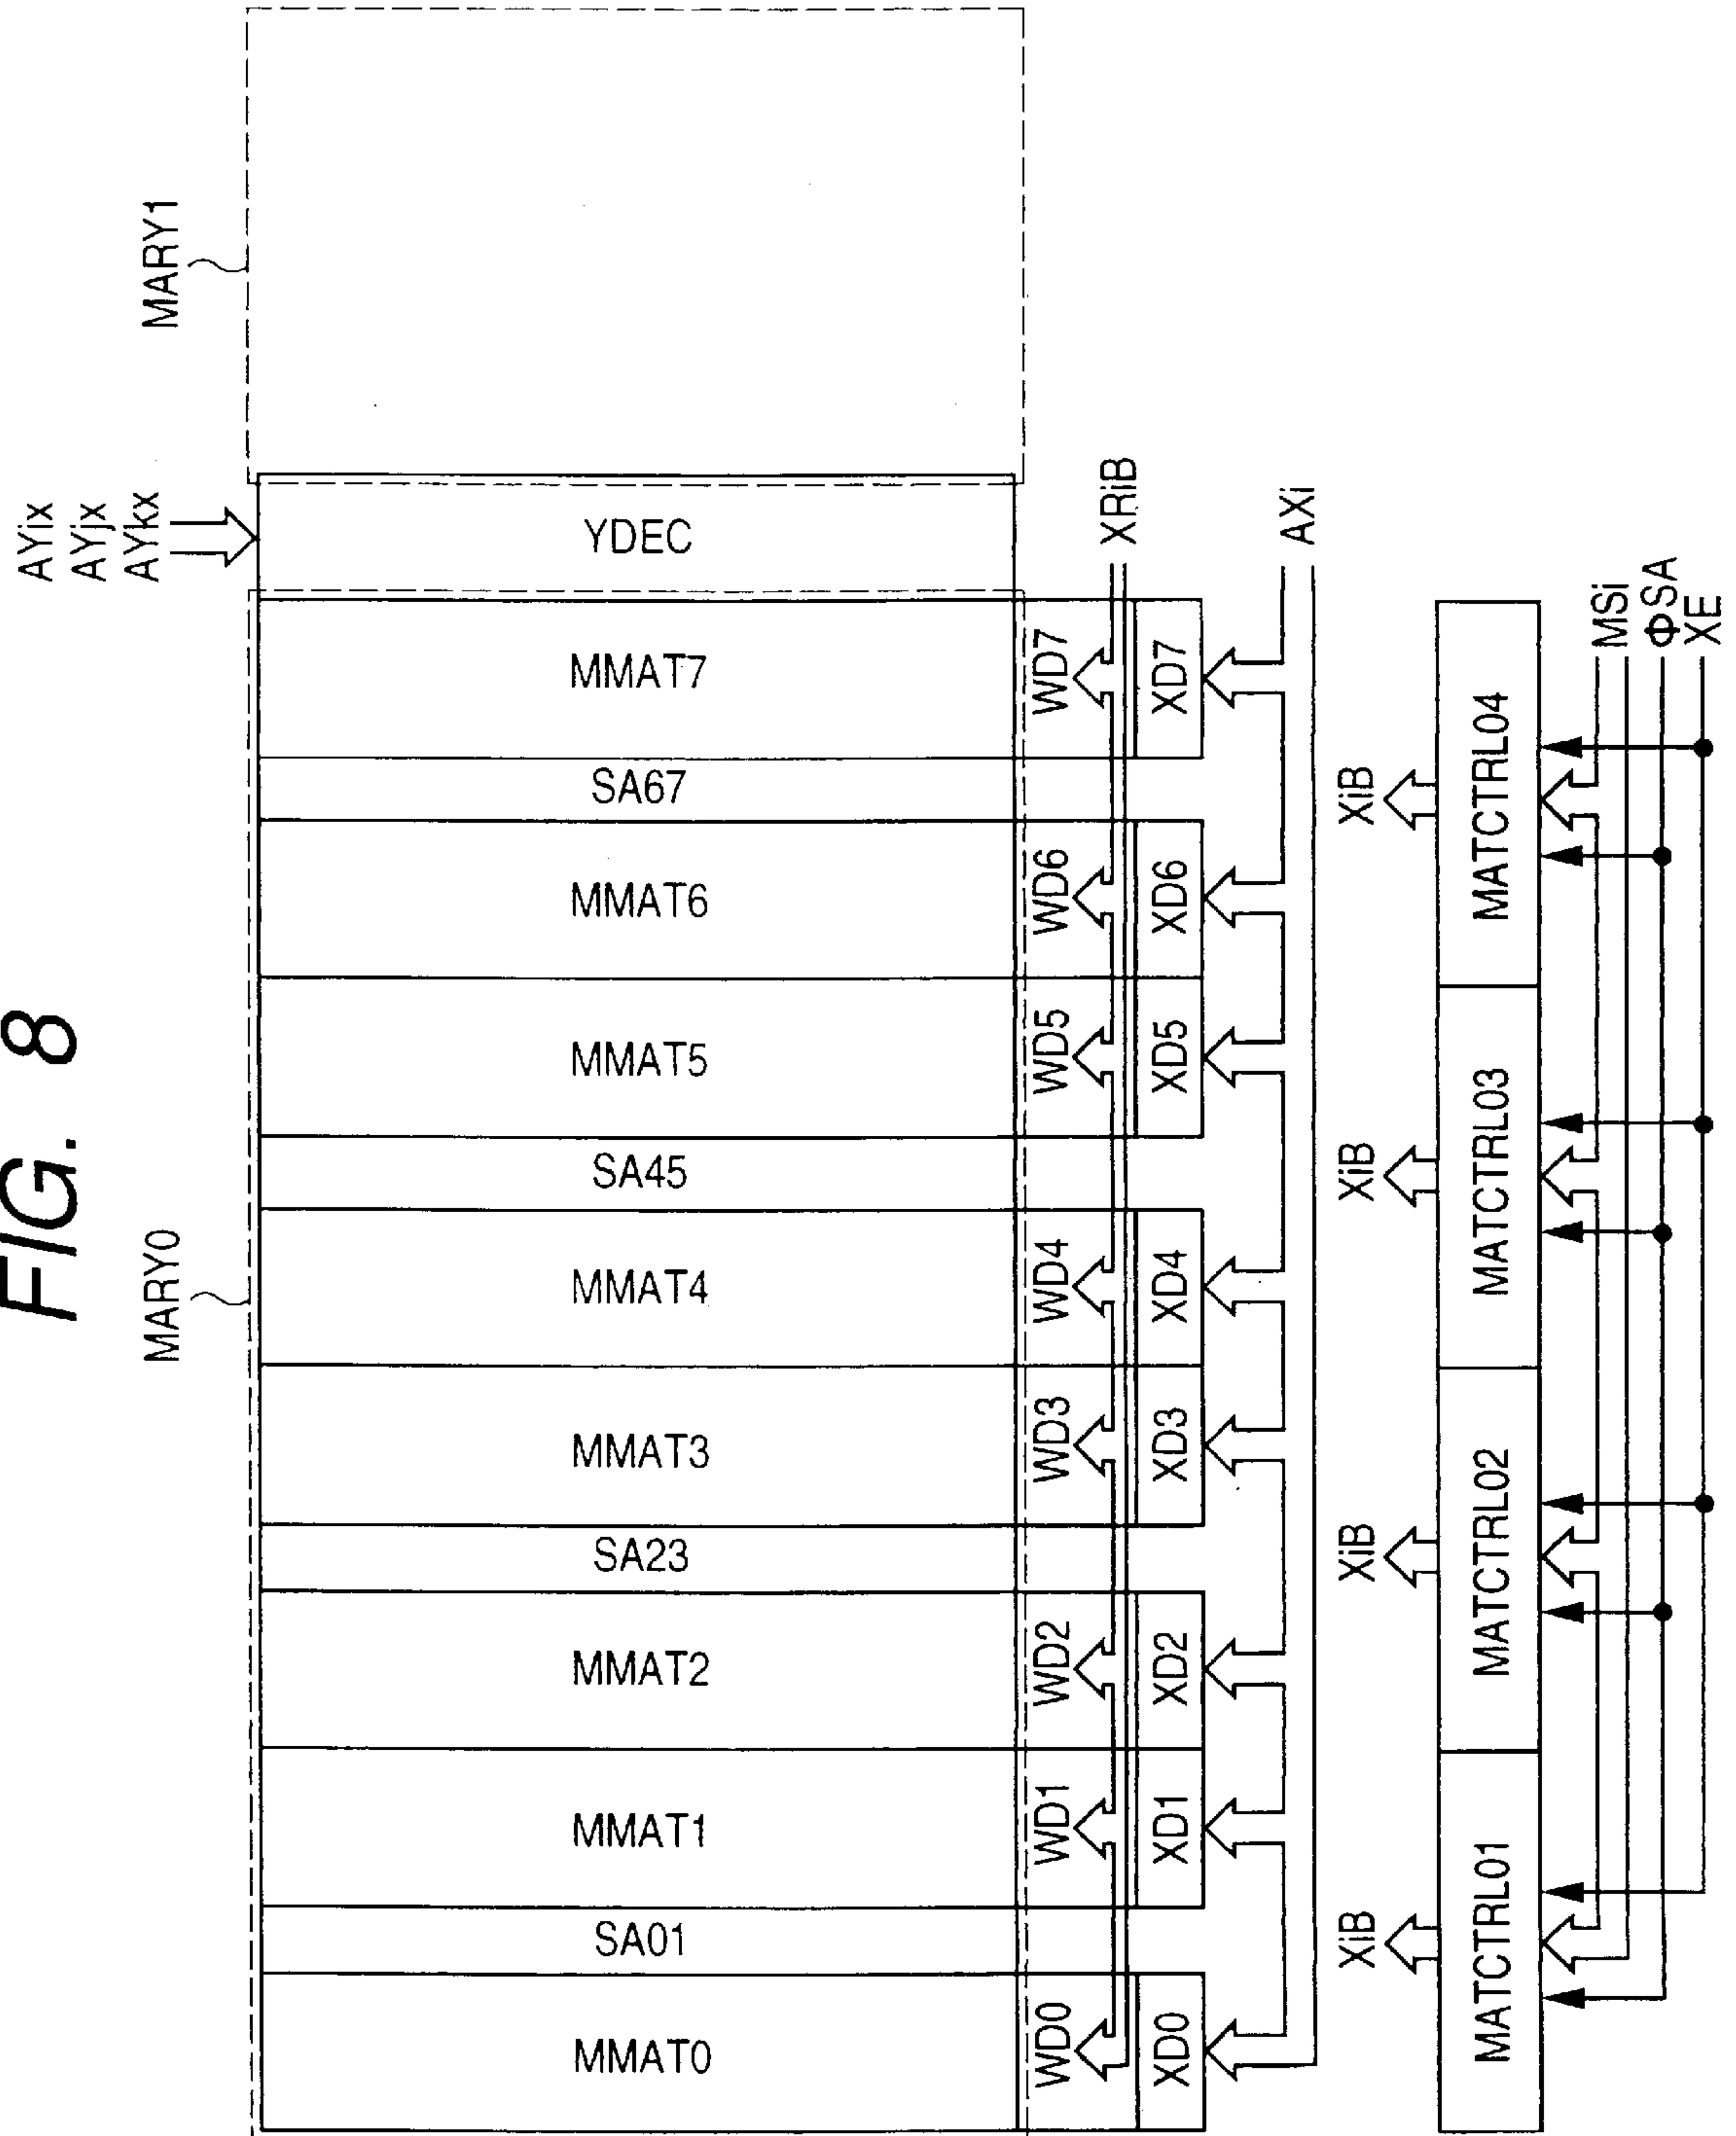 FIG. 8
AYix
AYjx
AYkx
MARY0
MARY1
MMAT0
SA01
MMAT1
MMAT2
SA23
MMAT3
MMAT4
SA45
MMAT5
MMAT6
SA67
MMAT7
YDEC
WD0
WD1
WD2
WD3
WD4
WD5
WD6
WD7
XRiB
XD0
XD1
XD2
XD3
XD4
XD5
XD6
XD7
AXi
XiB
XiB
XiB
XiB
MATCTRL01
MATCTRL02
MATCTRL03
MATCTRL04
MSi
ΦSA
XE